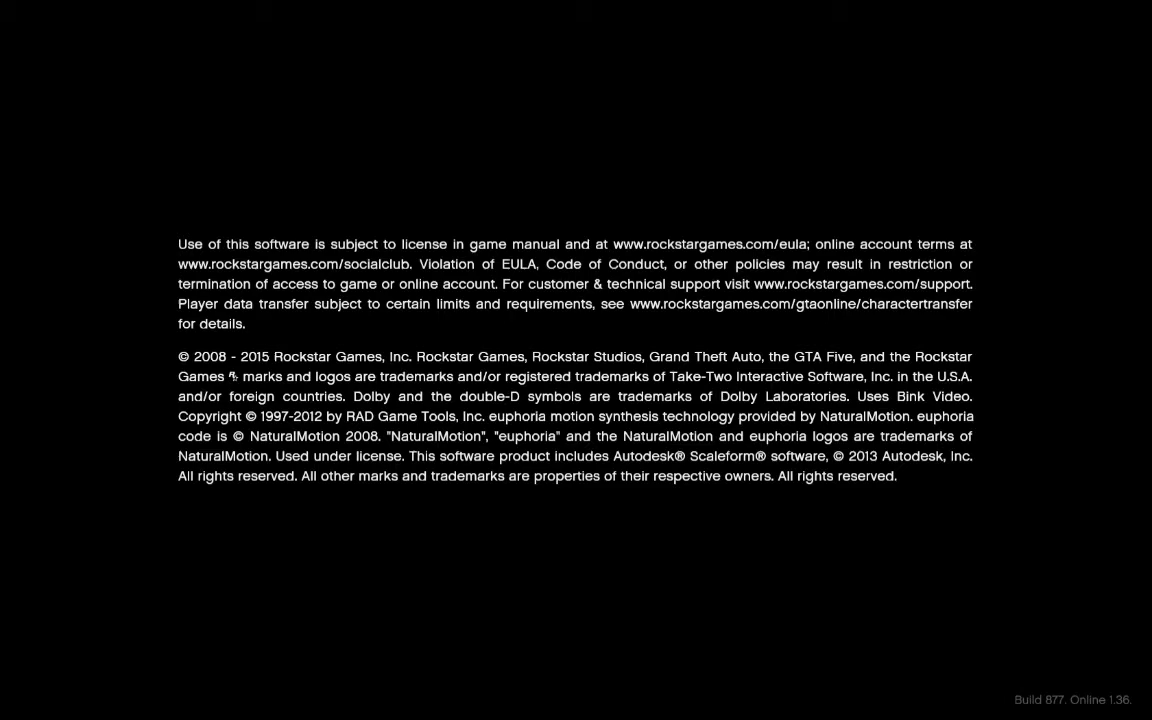 Use of this software is subject to license in game manual and at www.rockstargames.com/eula; online account terms at
www.rockstargames.com/socialclub. Violation of EULA, Code of Conduct, or other policies may result in restriction or
termination of access to game or online account. For customer & technical support visit www.rockstargames.com/support.
Player data transfer subject to certain limits and requirements, see www.rockstargames.com/gtaonline/charactertransfer
for details.
© 2008 - 2015 Rockstar Games, Inc. Rockstar Games, Rockstar Studios, Grand Theft Auto, the GTA Five, and the Rockstar
Games R* marks and logos are trademarks and/or registered trademarks of Take-Two Interactive Software, Inc. in the U.S.A.
and/or foreign countries. Dolby and the double-D symbols are trademarks of Dolby Laboratories. Uses Bink Video.
Copyright © 1997-2012 by RAD Game Tools, Inc. euphoria motion synthesis technology provided by NaturalMotion. euphoria
code is © NaturalMotion 2008. "NaturalMotion", "euphoria" and the NaturalMotion and euphoria logos are trademarks of
NaturalMotion. Used under license. This software product includes Autodesk® Scaleform® software, © 2013 Autodesk, Inc.
All rights reserved. All other marks and trademarks are properties of their respective owners. All rights reserved.
Build 877. Online 1.36.